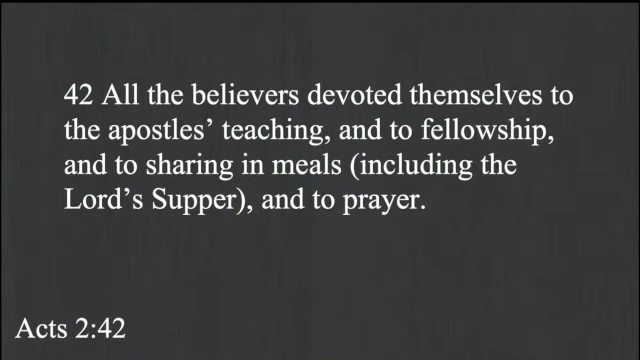 42 All the believers devoted themselves to
the apostles’ teaching, and to fellowship,
and to sharing in meals (including the
Lord’s Supper), and to prayer.
Acts 2:42